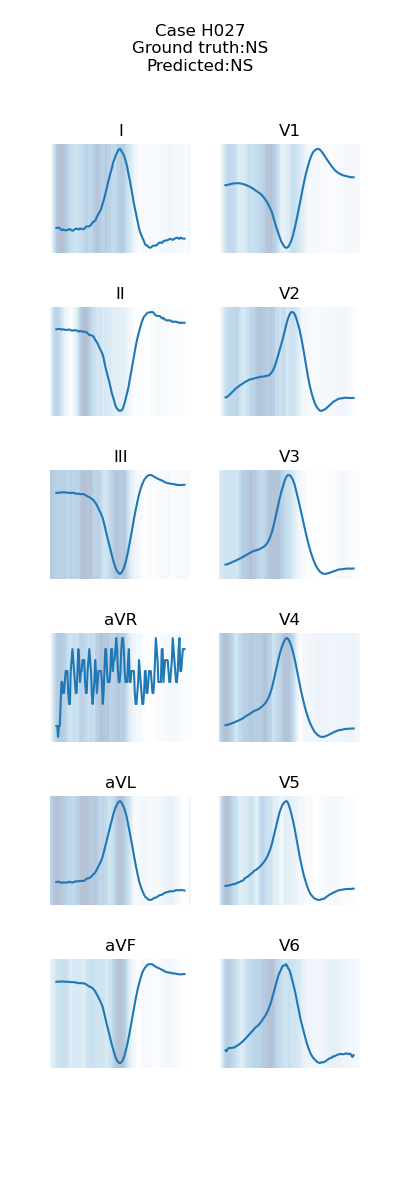 Case H027
Ground truth:NS
Predicted:NS
I
V1
II
V2
III
V3
aVR
V4
aVL
V5
aVF
V6